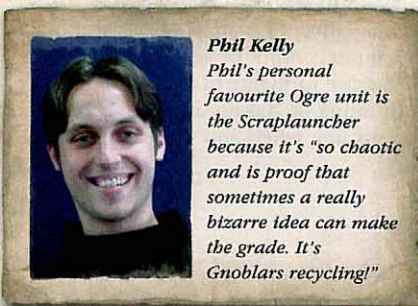 Phil Kelly
Phil's personal
favourite Ogre unit is
the Scraplauncher
because it's "so chaotic
and is proof that
sometimes a really
bizarre idea can make
the grade. It's
Gnoblars recycling!"